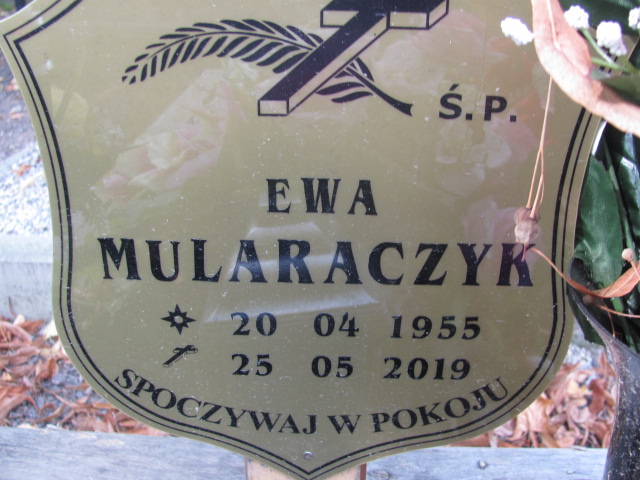 Ś.P.
EWA
MULARACZYK
20 04 1955
25 05 2019
SPOCZYWAJ W POKOJU